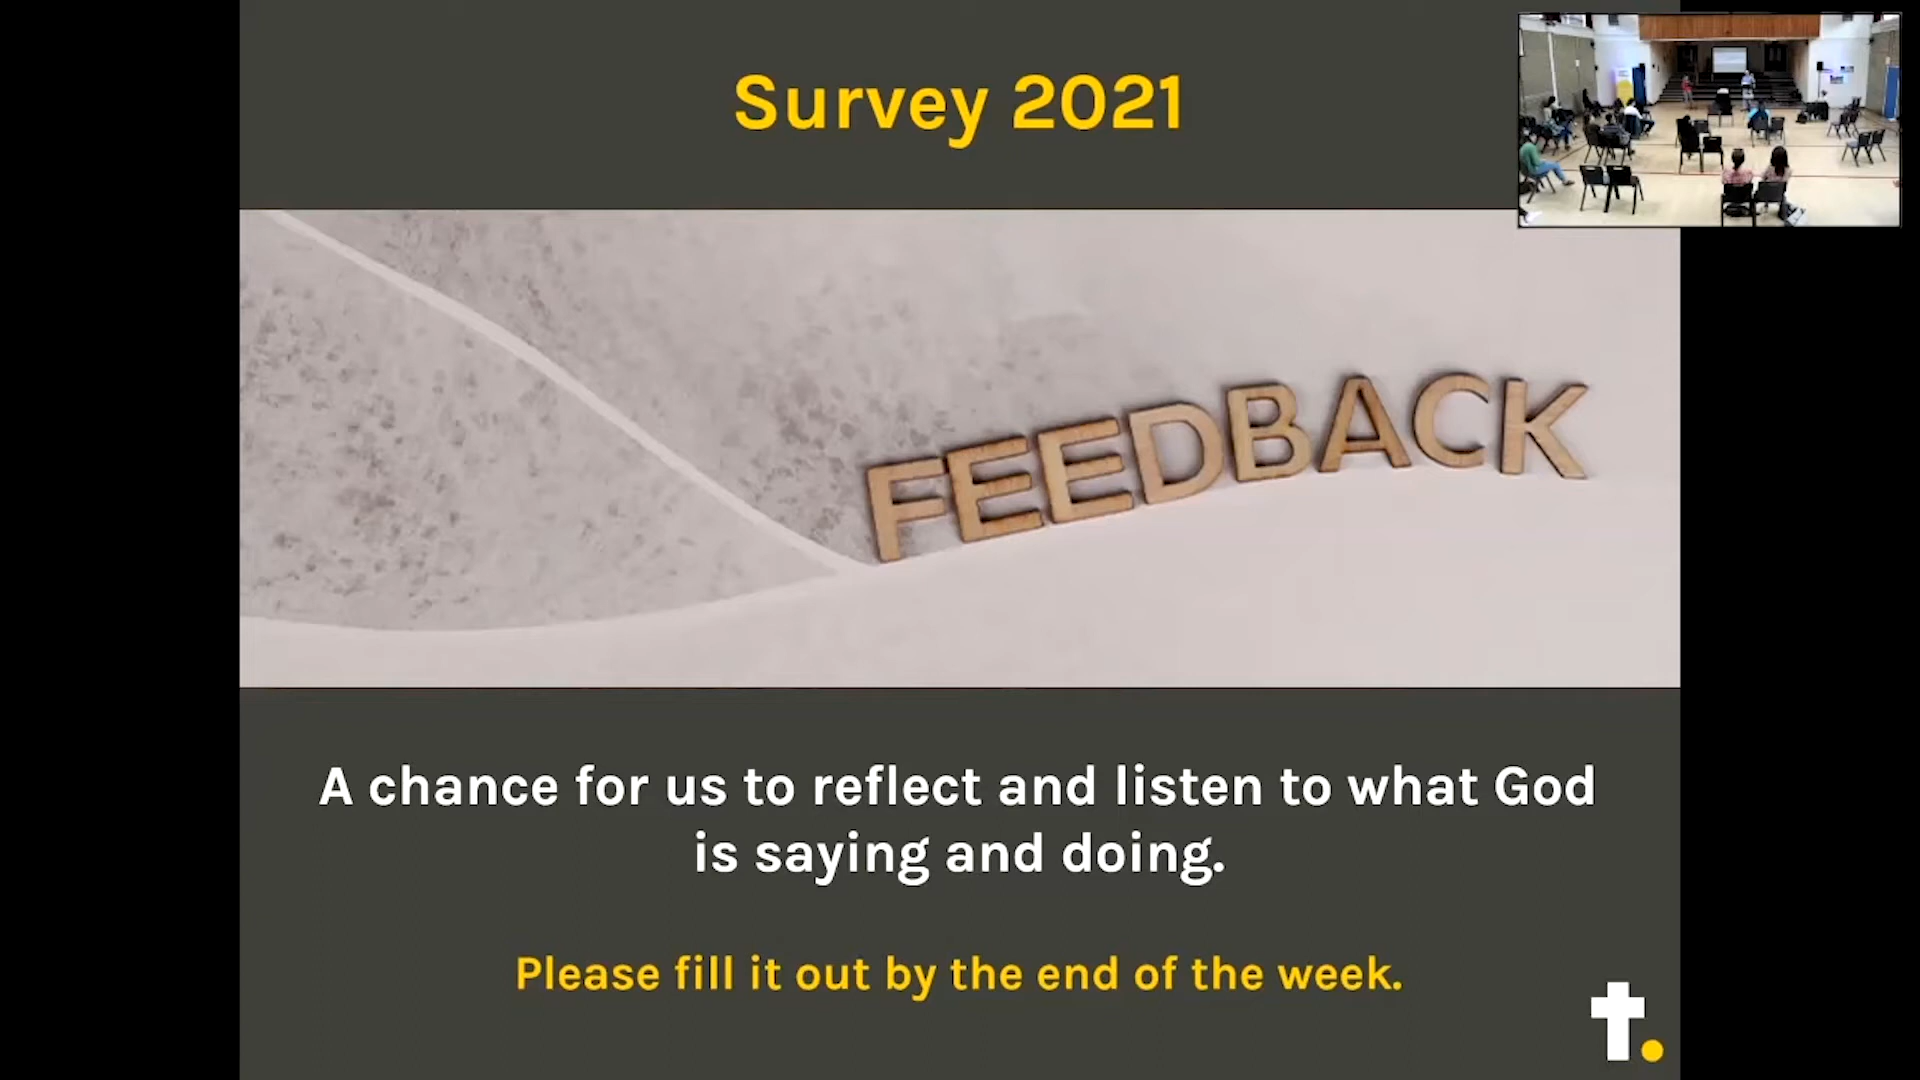 Survey 2021
FEEDBACK
A chance for us to reflect and listen to what God
is saying and doing.
Please fill it out by the end of the week.